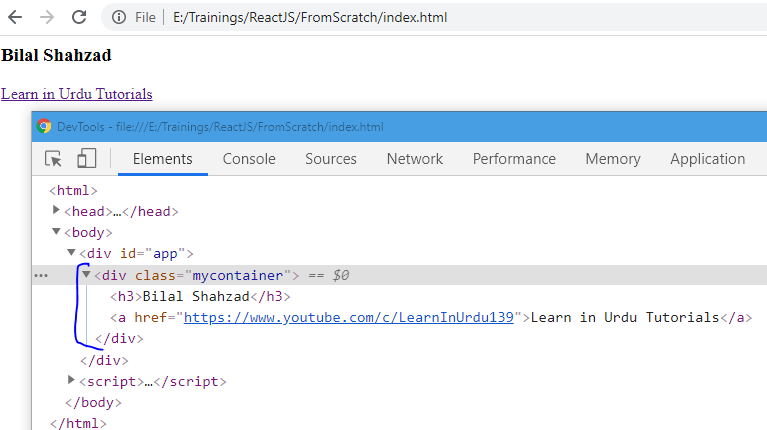 File | E:/Trainings/ReactJS/FromScratch/index.html
Bilal Shahzad
Learn in Urdu Tutorials
DevTools - file:///E:/Trainings/ReactJS/FromScratch/index.html
Elements Console Sources Network Performance Memory Application
<html>
<head>…</head>
<body>
<div id="app">
… <div class="mycontainer"> == $0
<h3>Bilal Shahzad</h3>
<a href="https://www.youtube.com/c/LearnInUrdu139">Learn in Urdu Tutorials</a>
</div>
</div>
<script>…</script>
</body>
</html>